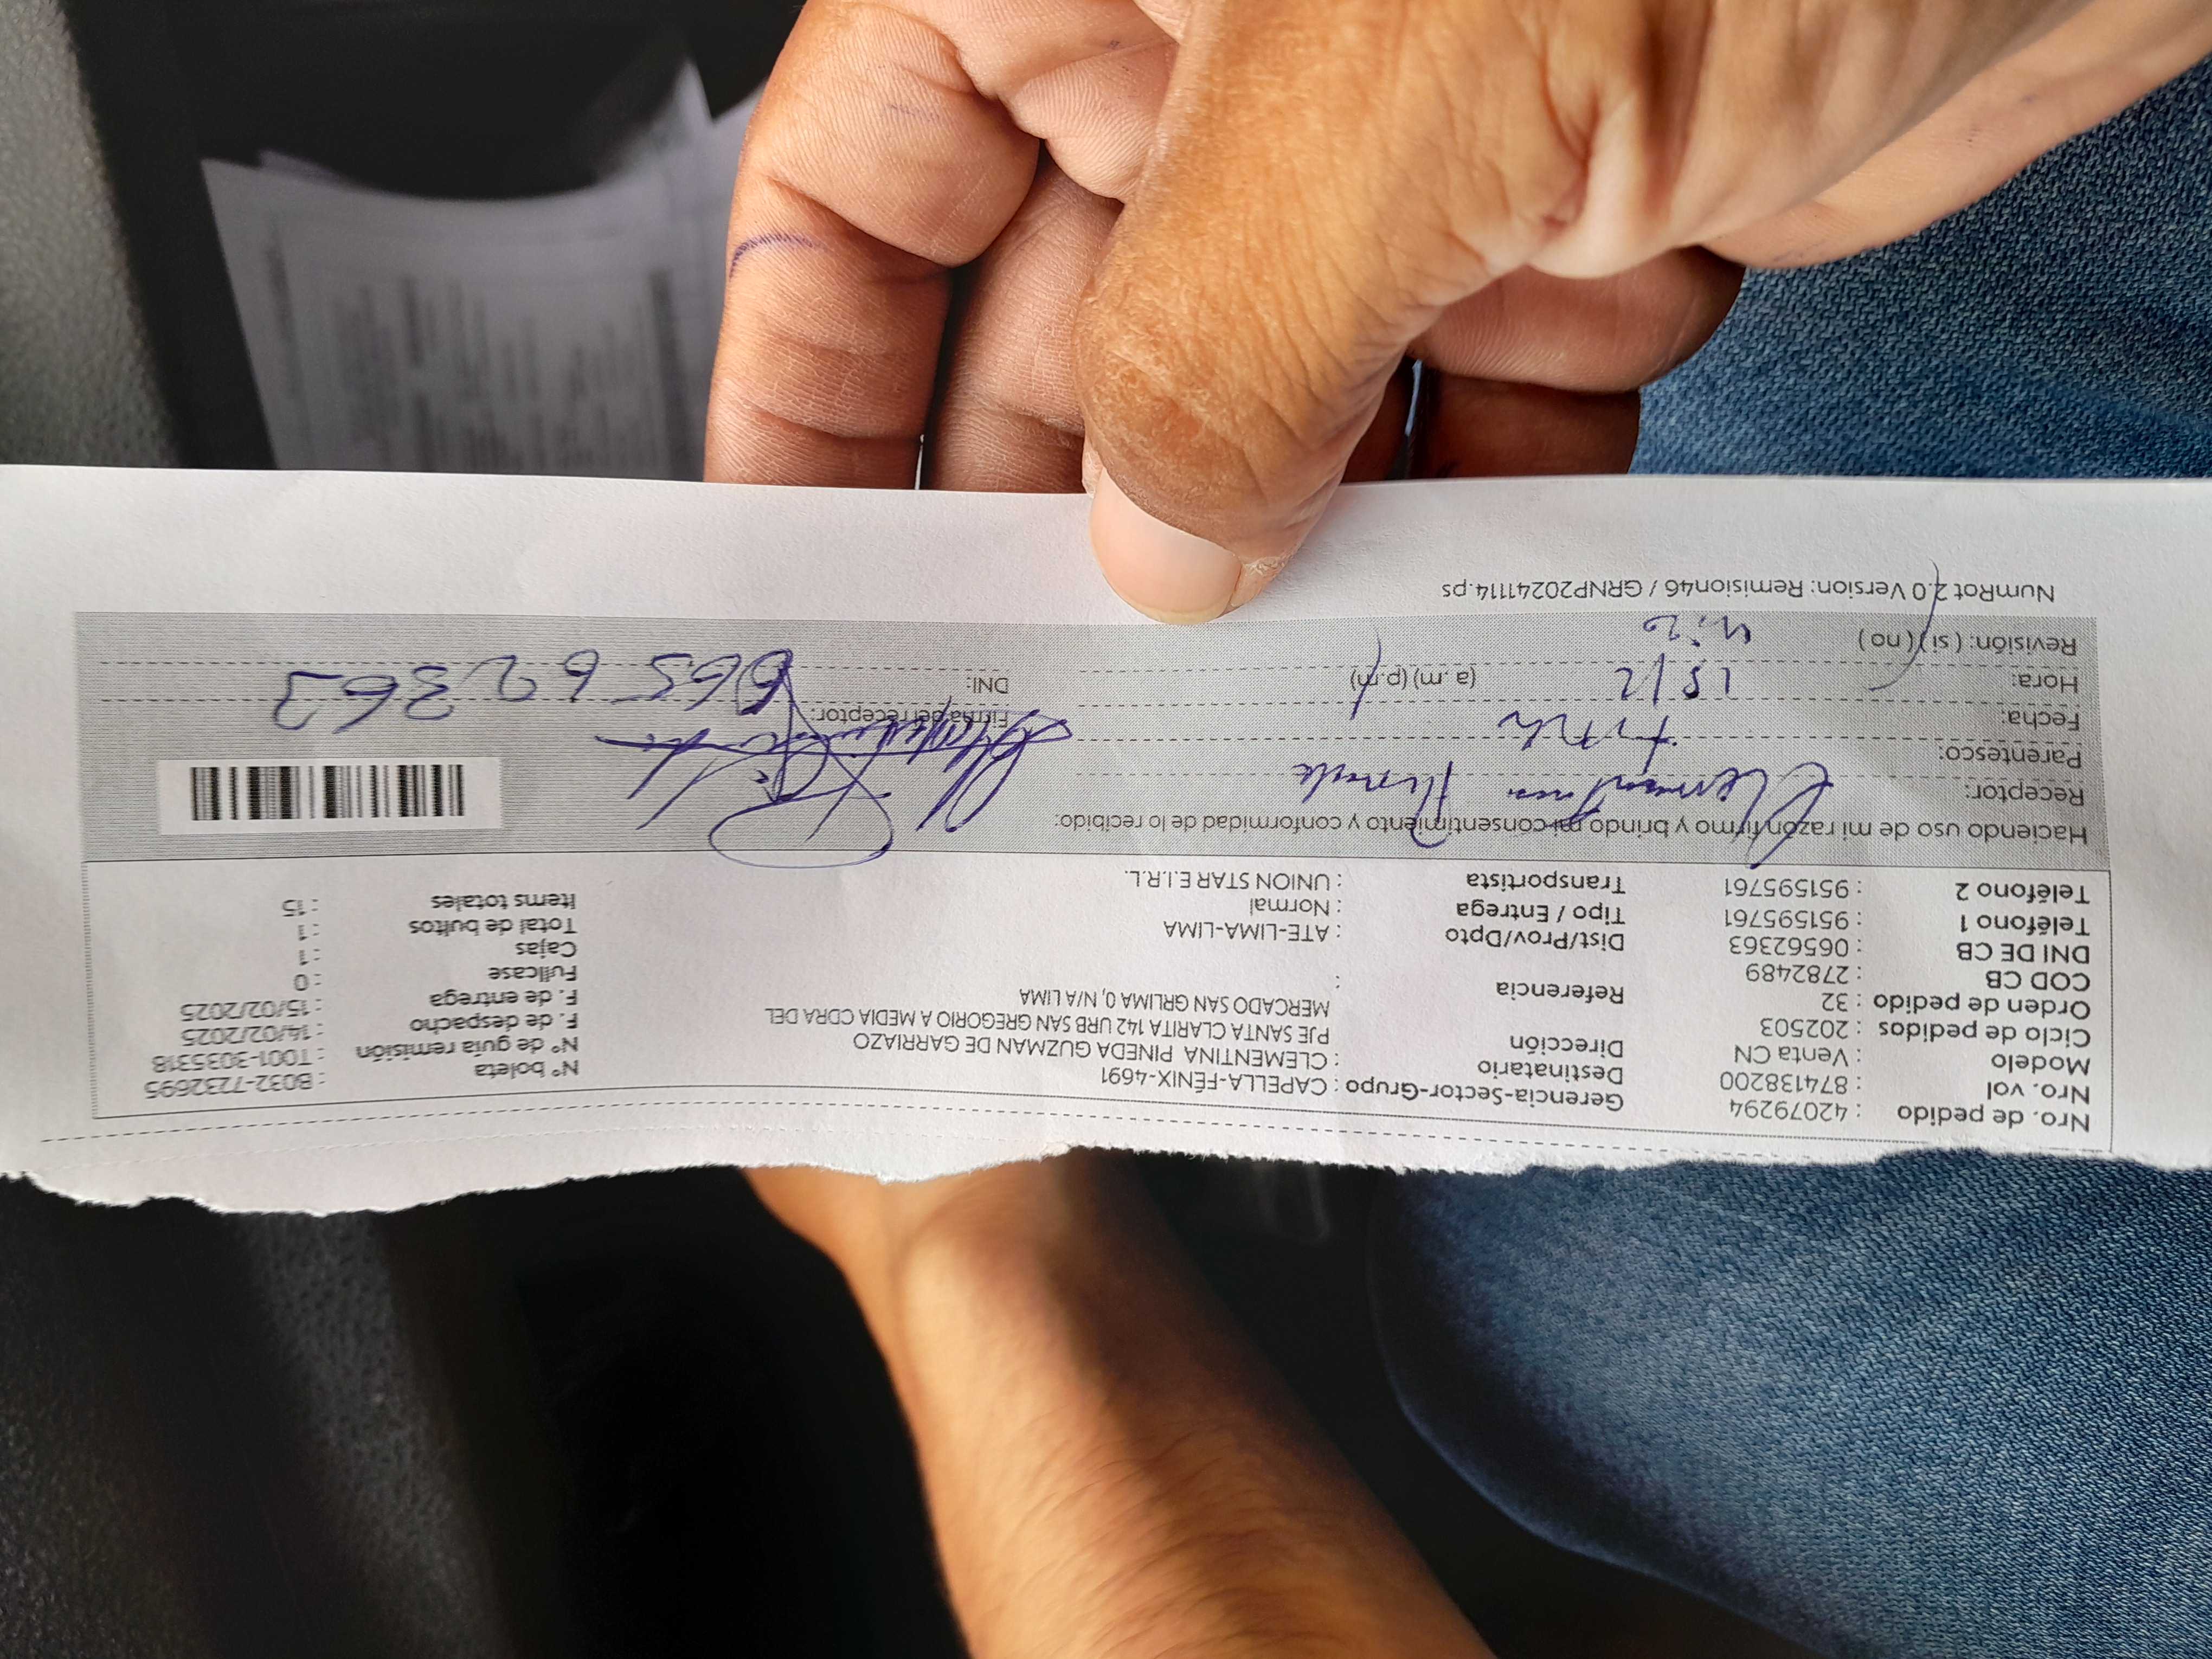 Nro. de pedido : 42079294 Gerencia-Sector-Grupo : CAPELLA-FÉNIX-4691 N° boleta : B032-7232695
Nro. vol : 874138200 Destinatario : CLEMENTINA PINEDA GUZMAN DE GARRIAZO N° de guía remisión : T001-3035318
Modelo : Venta CN Dirección PJE SANTA CLARITA 142 URB SAN GREGORIO A MEDIA CDRA DEL F. de despacho : 14/02/2025
Ciclo de pedidos : 202503 MERCADO SAN GRLIMA 0, N/A LIMA F. de entrega : 15/02/2025
Orden de pedido : 32 Referencia : Fullcase : 0
COD CB : 2782489 Cajas : 1
DNI DE CB : 06562363 Dist/Prov/Dpto : ATE-LIMA-LIMA Total de bultos : 1
Teléfono 1 : 951595761 Tipo / Entrega : Normal Items totales : 15
Teléfono 2 : 951595761 Transportista : UNION STAR E.I.R.L.
Haciendo uso de mi razón firmo y brindo mi consentimiento y conformidad de lo recibido:
Receptor: Clementina
Parentesco:
Fecha: 15/2 Firma del receptor:
Hora: (a.m) (p.m) DNI: 66562363
Revisión: (si) (no)
NumRot 2.0 Version: Remision46 / GRNP20241114.ps